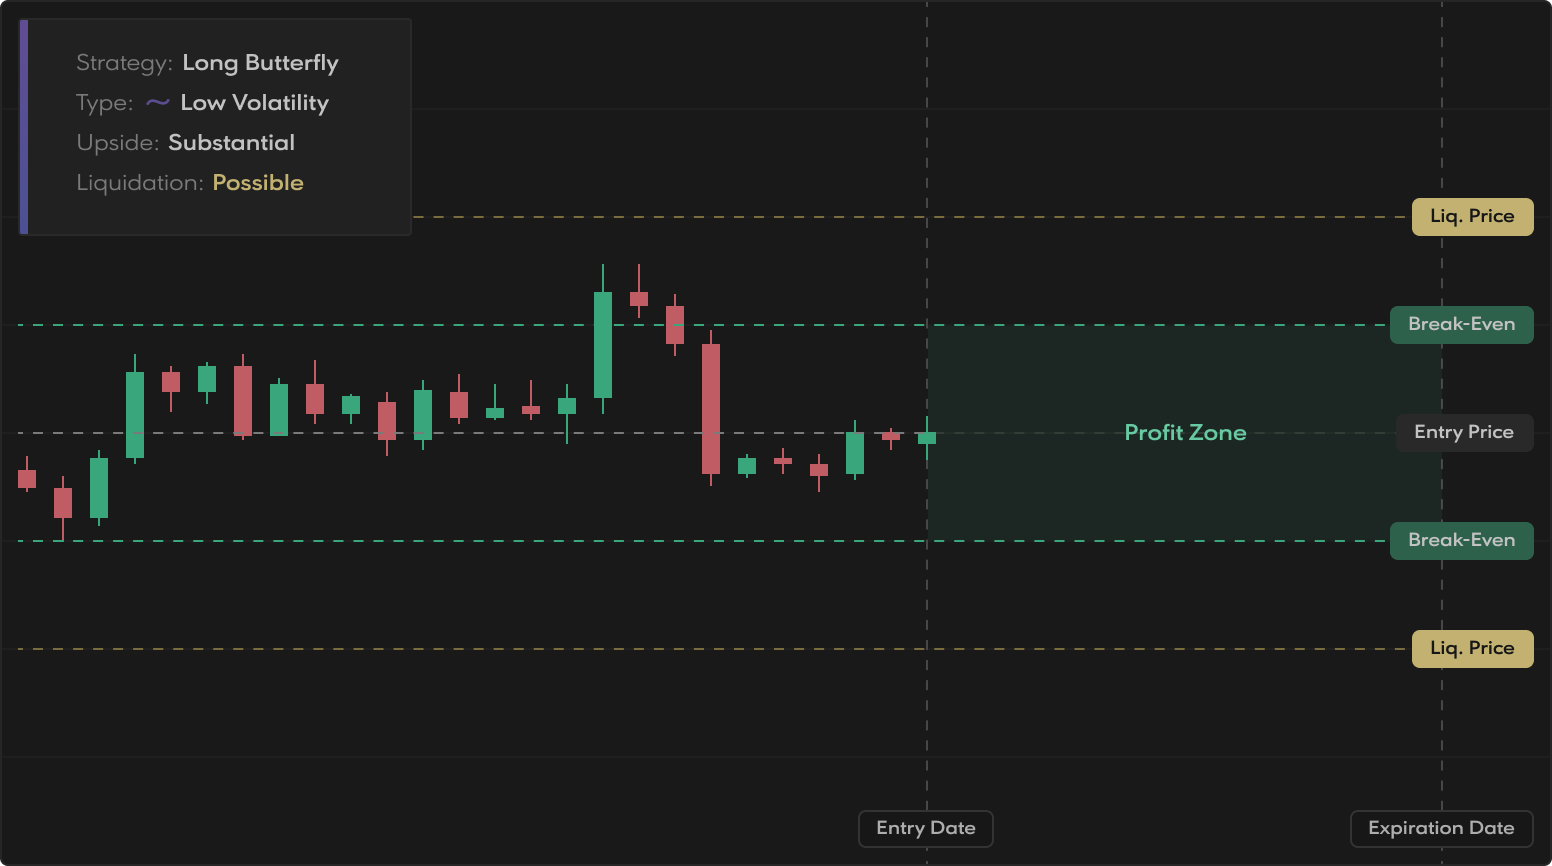 Strategy: Long Butterfly
Type: Low Volatility
Upside: Substantial
Liquidation: Possible
Liq. Price
Break-Even
Profit Zone
Entry Price
Break-Even
Liq. Price
Entry Date
Expiration Date